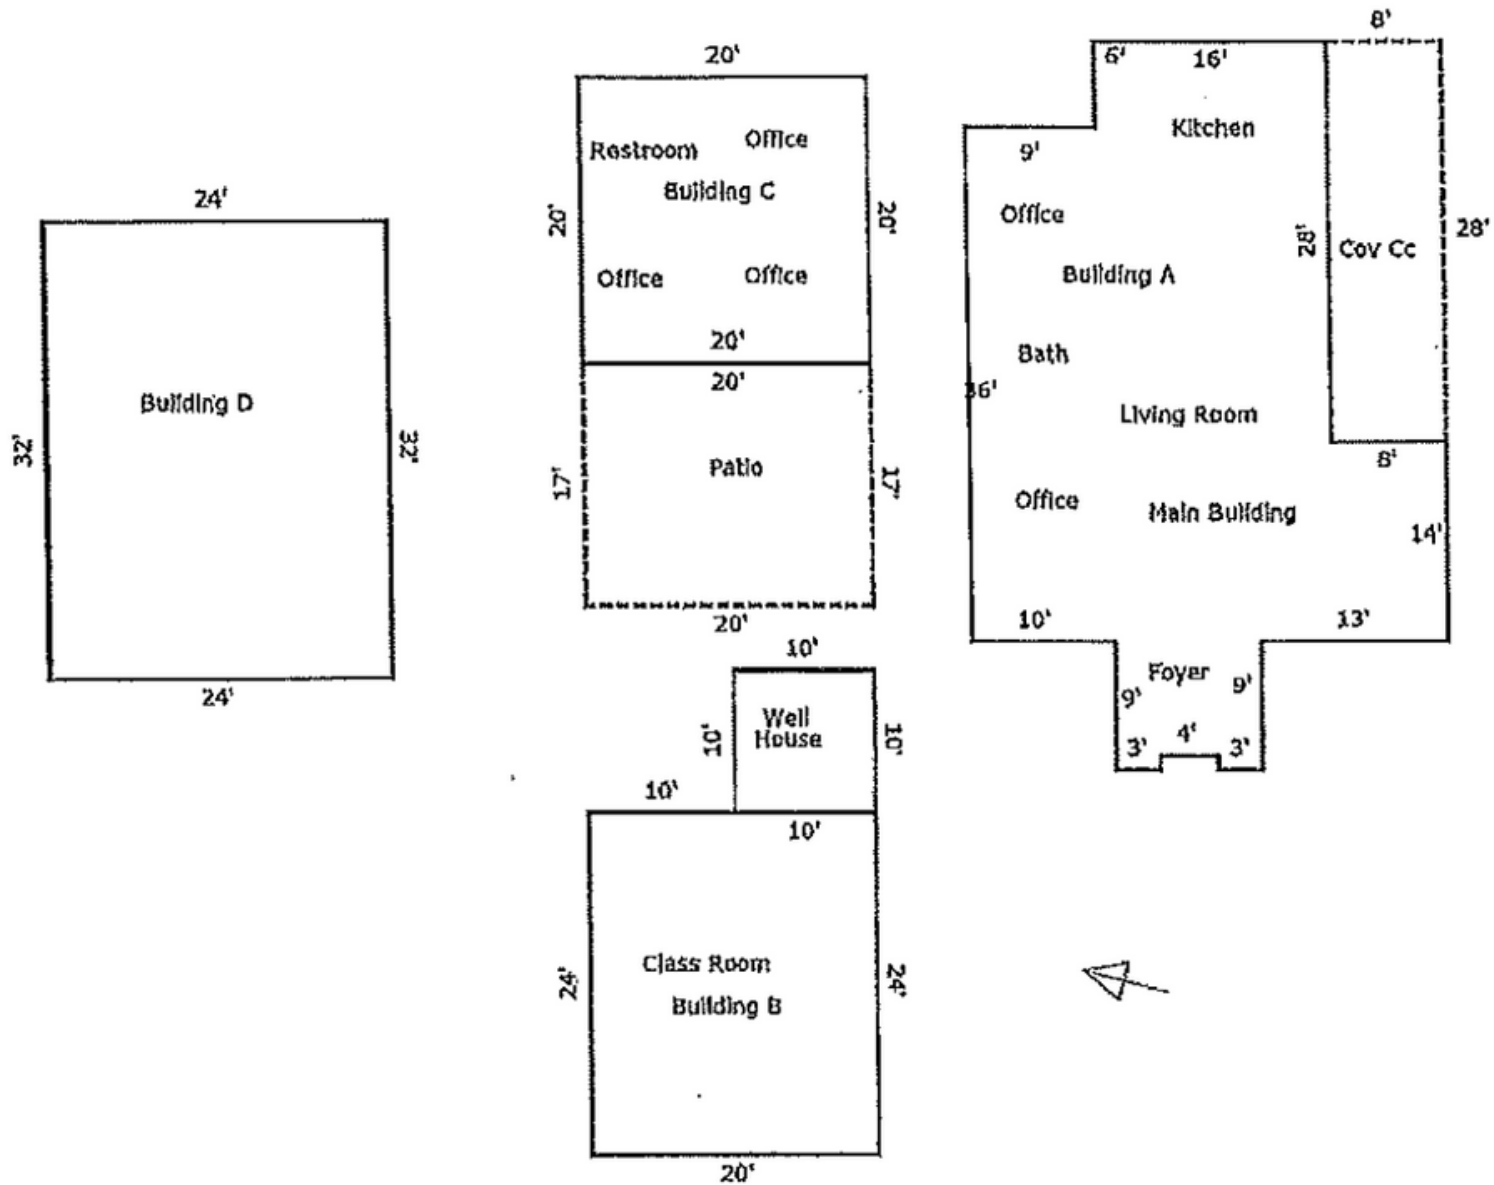 24'
Building D
32'
32'
24'
20'
Restroom
Office
Building C
20'
20'
Office
Office
20'
20'
Patio
17'
17'
20'
10'
Well
House
10'
10'
10'
10'
Class Room
Building B
24'
24'
20'
8'
6'
16'
Kitchen
9'
Office
28'
Cov Cc
28'
Building A
Bath
36'
Living Room
8'
Office
Main Building
14'
10'
13'
Foyer
9'
9'
3'
4'
3'